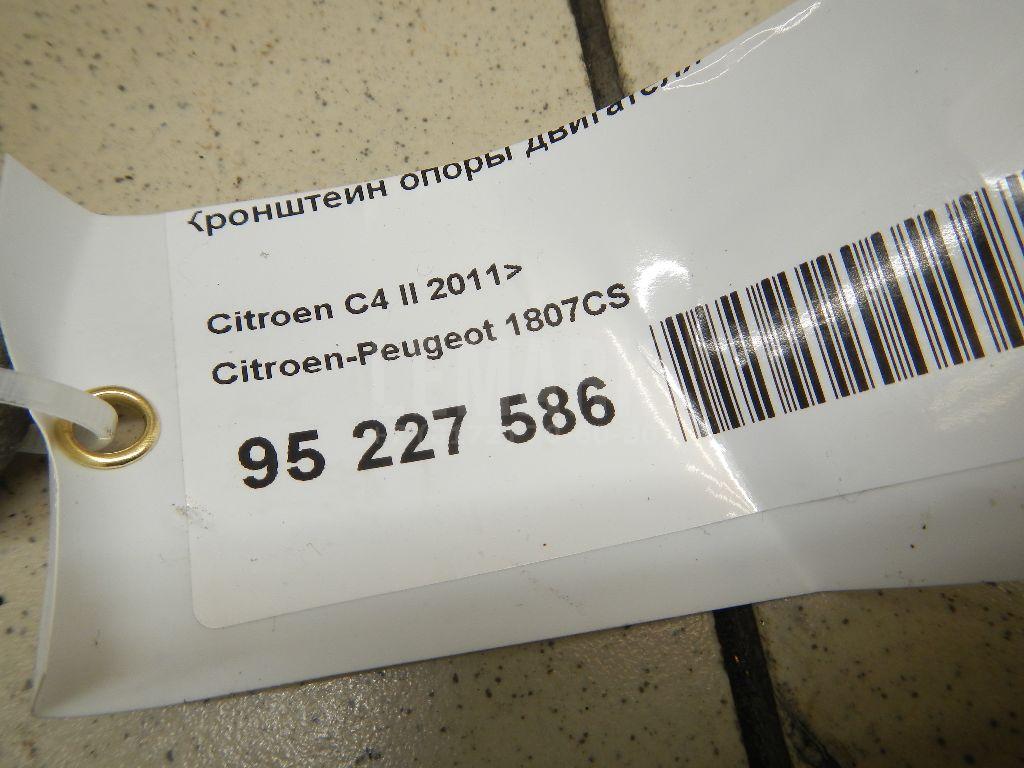 Кронштейн опоры двигателя
Citroen C4 II 2011>
Citroen-Peugeot 1807CS
95 227 586